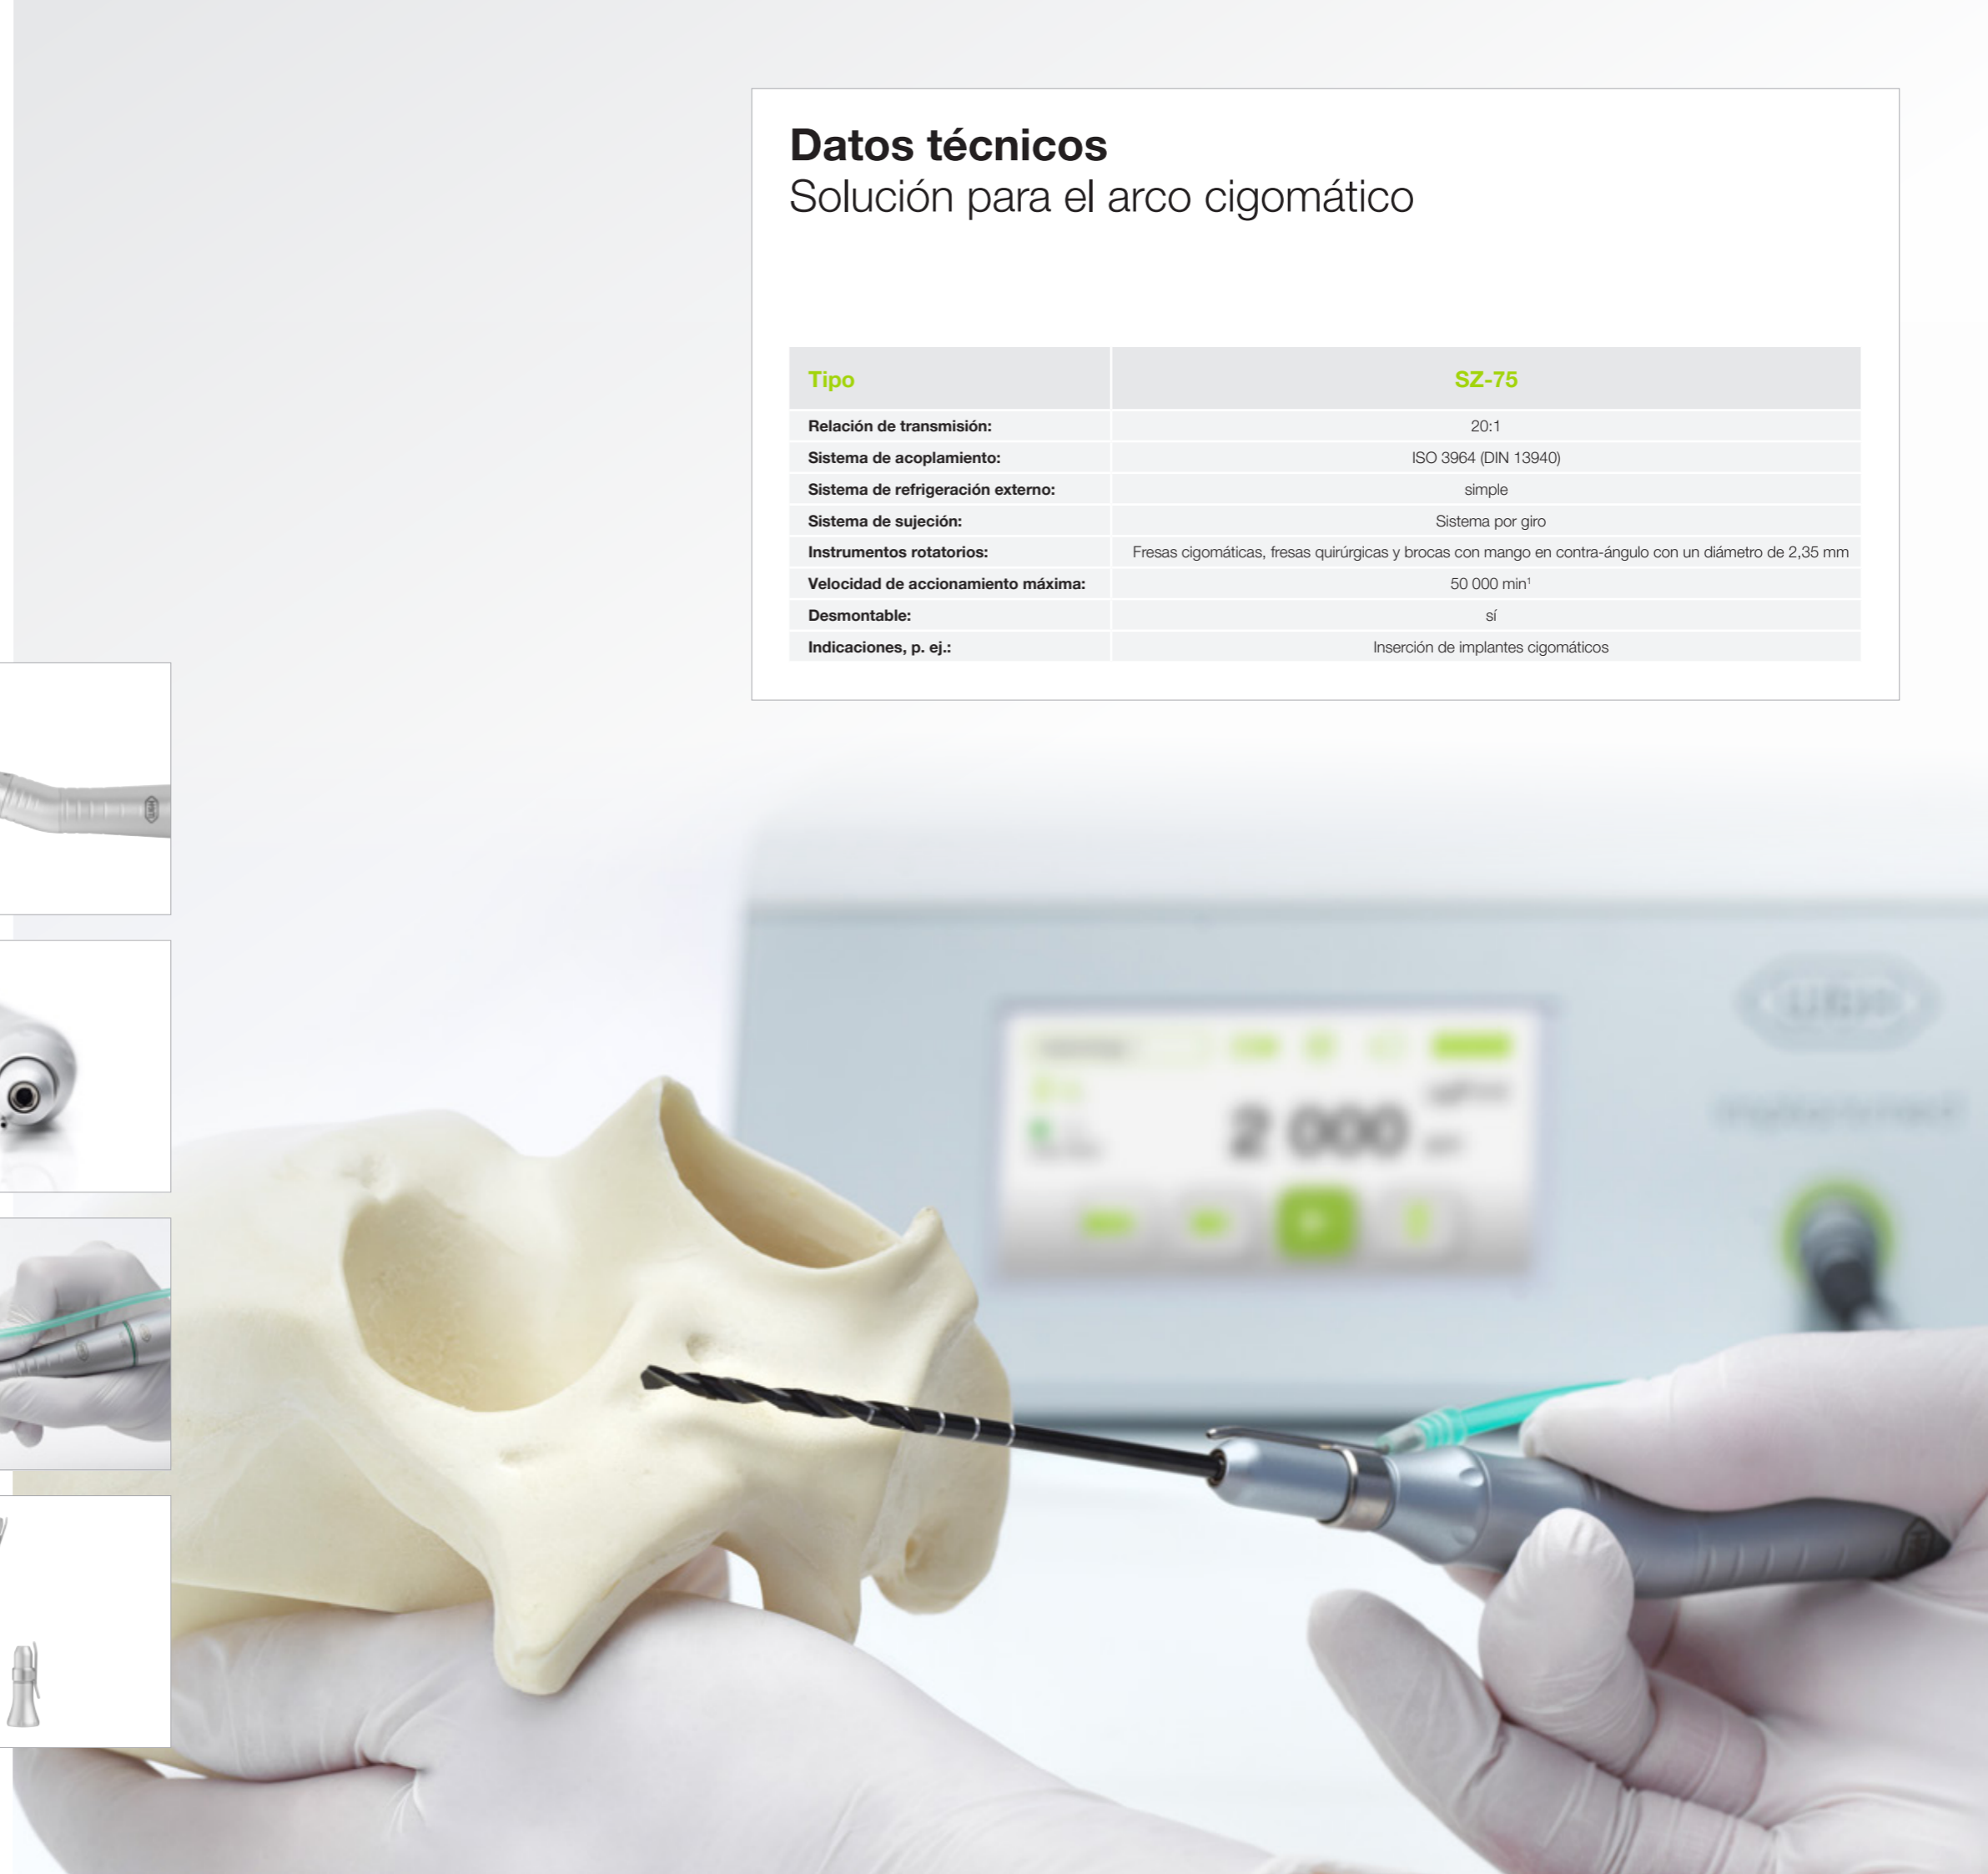 Datos técnicos
Solución para el arco cigomático
Tipo SZ-75
Relación de transmisión: 20:1
Sistema de acoplamiento: ISO 3964 (DIN 13940)
Sistema de refrigeración externo: simple
Sistema de sujeción: Sistema por giro
Instrumentos rotatorios: Fresas cigomáticas, fresas quirúrgicas y brocas con mango en contra-ángulo con un diámetro de 2,35 mm
Velocidad de accionamiento máxima: 50 000 min¹
Desmontable: sí
Indicaciones, p. ej.: Inserción de implantes cigomáticos
2 000